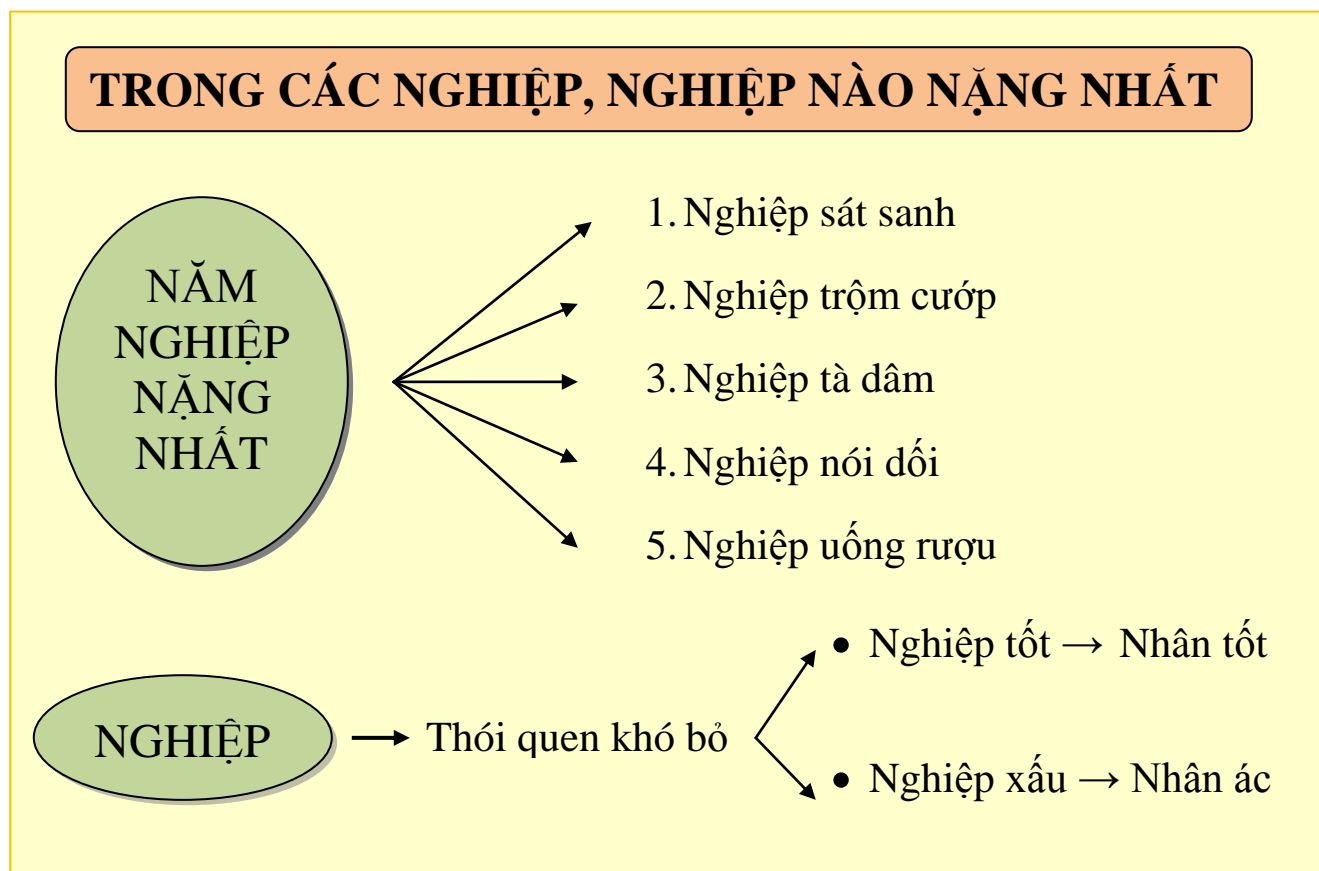 TRONG CÁC NGHIỆP, NGHIỆP NÀO NẶNG NHẤT
NĂM
NGHIỆP
NẶNG
NHẤT
1. Nghiệp sát sanh
2. Nghiệp trộm cướp
3. Nghiệp tà dâm
4. Nghiệp nói dối
5. Nghiệp uống rượu
NGHIỆP → Thói quen khó bỏ
• Nghiệp tốt → Nhân tốt
• Nghiệp xấu → Nhân ác